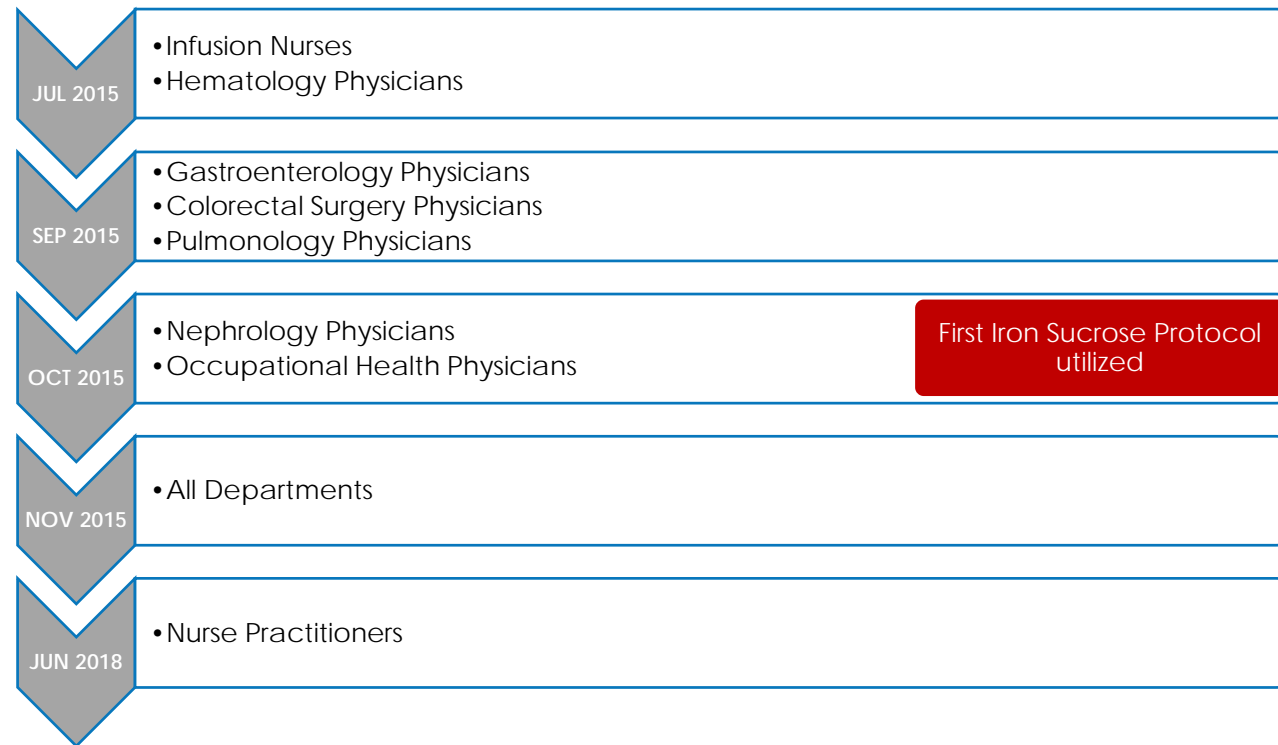 JUL 2015
•Infusion Nurses
•Hematology Physicians
SEP 2015
•Gastroenterology Physicians
•Colorectal Surgery Physicians
•Pulmonology Physicians
OCT 2015
•Nephrology Physicians
•Occupational Health Physicians
First Iron Sucrose Protocol
utilized
NOV 2015
•All Departments
JUN 2018
•Nurse Practitioners